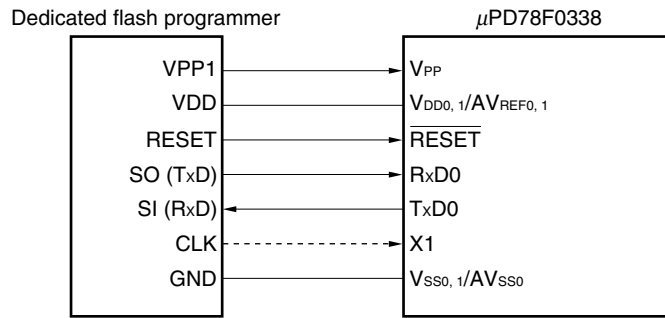 Dedicated flash programmer
μPD78F0338
VPP1
VPP
VDD
VDD0, 1/AVREF0, 1
RESET
RESET
SO (TxD)
RxD0
SI (RxD)
TxD0
CLK
X1
GND
VSS0, 1/AVSS0